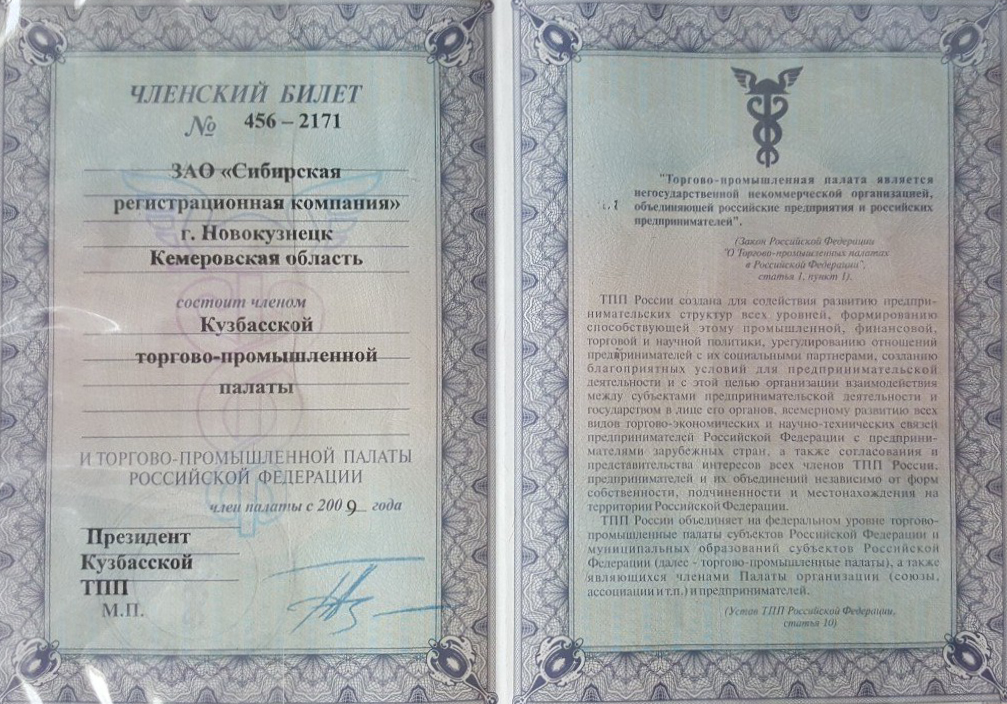 ЧЛЕНСКИЙ БИЛЕТ
№ 456 – 2171
ЗАО «Сибирская
регистрационная компания»
г. Новокузнецк
Кемеровская область
состоит членом
Кузбасской
торгово-промышленной
палаты
И ТОРГОВО-ПРОМЫШЛЕННОЙ ПАЛАТЫ
РОССИЙСКОЙ ФЕДЕРАЦИИ
член палаты с 2009 года
Президент
Кузбасской
ТПП
М.П.
"Торгово-промышленная палата является
негосударственной некоммерческой организацией,
объединяющей российские предприятия и российских
предпринимателей".
(Закон Российской Федерации
"О Торгово-промышленных палатах
в Российской Федерации",
статья 1, пункт 1).
ТПП России создана для содействия развитию предпри-
нимательских структур всех уровней, формированию
способствующей этому промышленной, финансовой,
торговой и научной политики, урегулированию отношений
предпринимателей с их социальными партнерами, созданию
благоприятных условий для предпринимательской
деятельности и с этой целью организации взаимодействия
между субъектами предпринимательской деятельности и
государством в лице его органов, всемерному развитию всех
видов торгово-экономических и научно-технических связей
предпринимателей Российской Федерации с предприни-
мателями зарубежных стран, а также согласования и
представительства интересов всех членов ТПП России:
предпринимателей и их объединений независимо от форм
собственности, подчиненности и местонахождения на
территории Российской Федерации.
ТПП России объединяет на федеральном уровне торгово-
промышленные палаты субъектов Российской Федерации и
муниципальных образований субъектов Российской
Федерации (далее - торгово-промышленные палаты), а также
являющихся членами Палаты организации (союзы,
ассоциации и т.п.) и предпринимателей.
(Устав ТПП Российской Федерации,
статья 10)